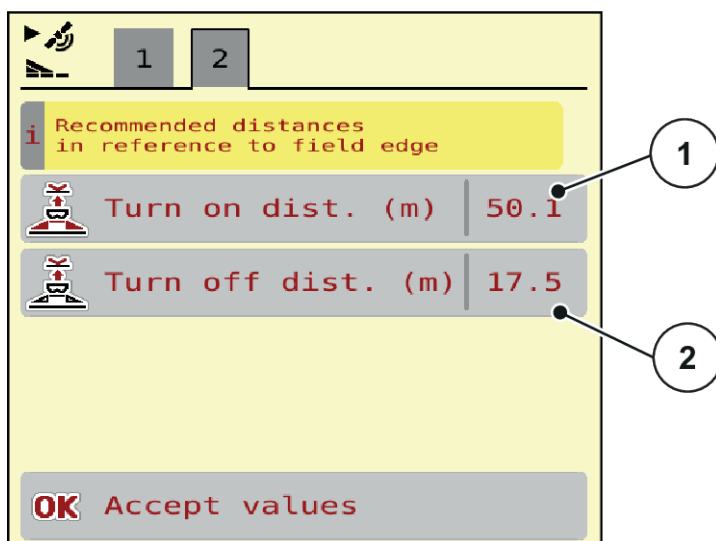 1 2
i Recommended distances
in reference to field edge
Turn on dist. (m) 50.1
1
Turn off dist. (m) 17.5
2
OK Accept values